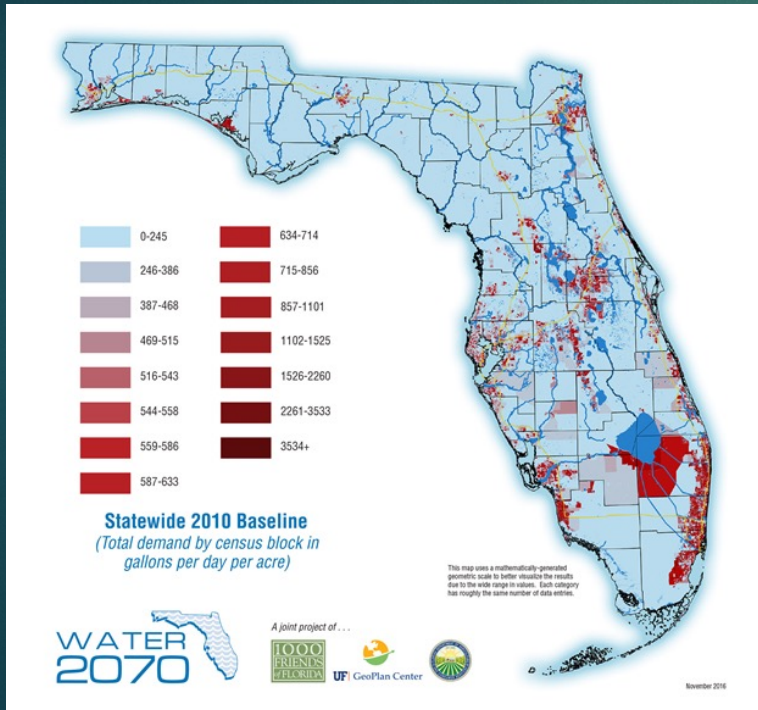 0-245
246-386
387-468
469-515
516-543
544-558
559-586
587-633
634-714
715-856
857-1101
1102-1525
1526-2260
2261-3533
3534+
Statewide 2010 Baseline
(Total demand by census block in
gallons per day per acre)
This map uses a mathematically-generated
geometric scale to better visualize the results
due to the wide range in values. Each category
has roughly the same number of data entries.
WATER
2070
A joint project of . . .
1000
FRIENDS
of FLORIDA
UF GeoPlan Center
November 2016